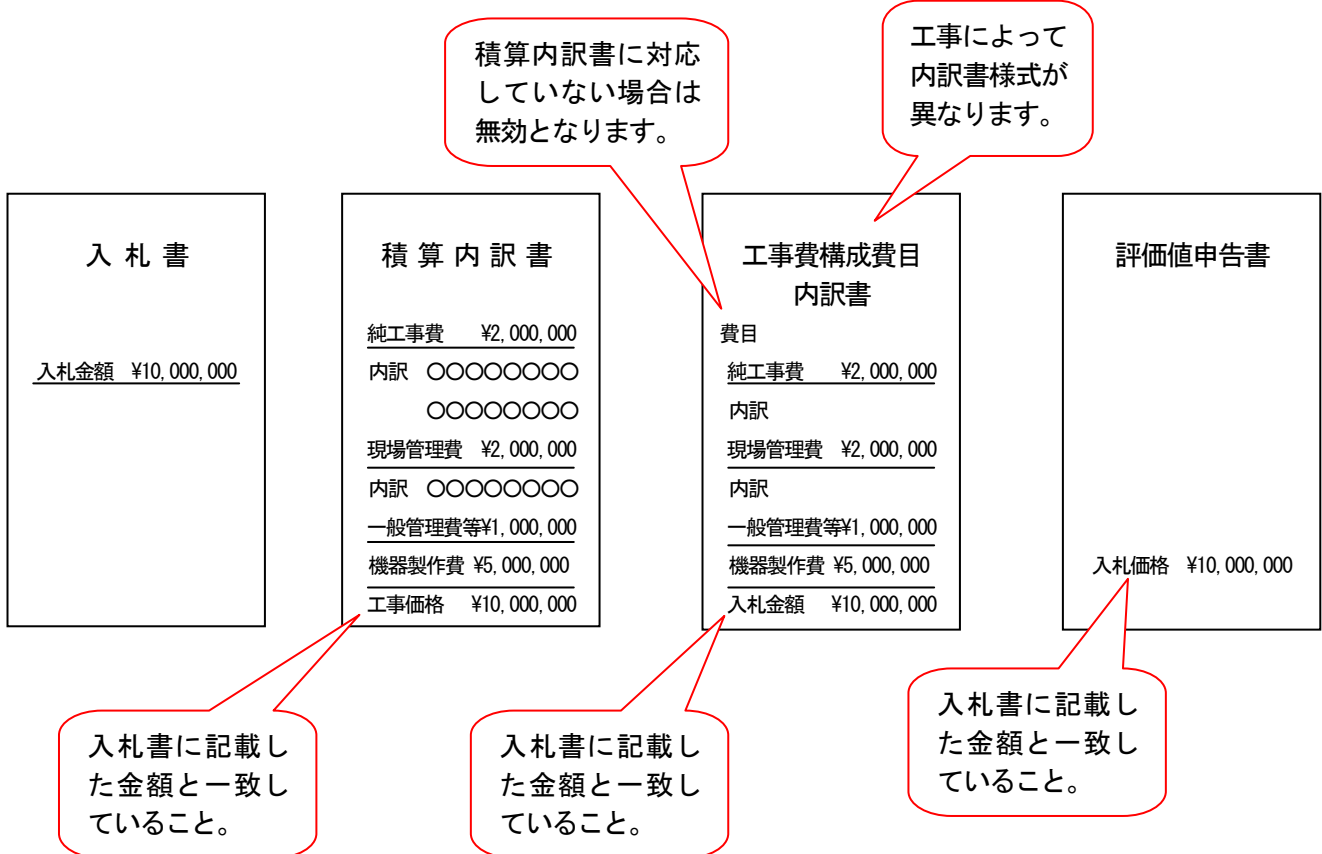 積算内訳書に対応
していない場合は
無効となります。
工事によって
内訳書様式が
異なります。
入札書
入札金額 ¥10,000,000
積算内訳書
純工事費 ¥2,000,000
内訳 〇〇〇〇〇〇〇〇
〇〇〇〇〇〇〇〇
現場管理費 ¥2,000,000
内訳 〇〇〇〇〇〇〇〇
一般管理費等¥1,000,000
機器製作費 ¥5,000,000
工事価格 ¥10,000,000
工事費構成費目
内訳書
費目
純工事費 ¥2,000,000
内訳
現場管理費 ¥2,000,000
内訳
一般管理費等¥1,000,000
機器製作費 ¥5,000,000
入札金額 ¥10,000,000
評価値申告書
入札価格 ¥10,000,000
入札書に記載し
た金額と一致し
ていること。
入札書に記載し
た金額と一致し
ていること。
入札書に記載し
た金額と一致し
ていること。